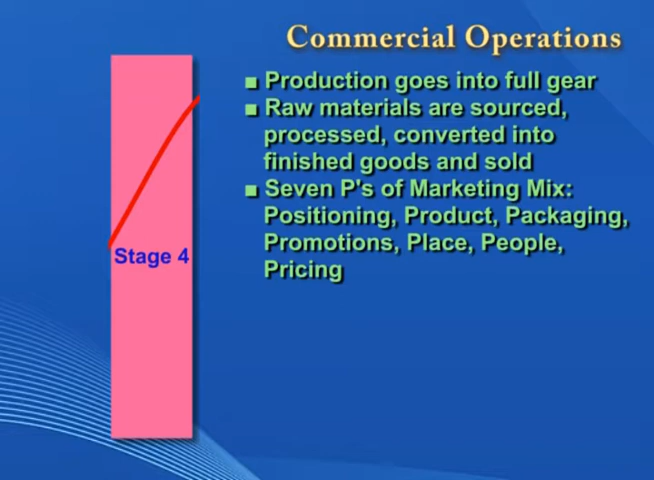 Commercial Operations
■ Production goes into full gear
■ Raw materials are sourced,
processed, converted into
finished goods and sold
■ Seven P's of Marketing Mix:
Positioning, Product, Packaging,
Promotions, Place, People,
Pricing
Stage 4